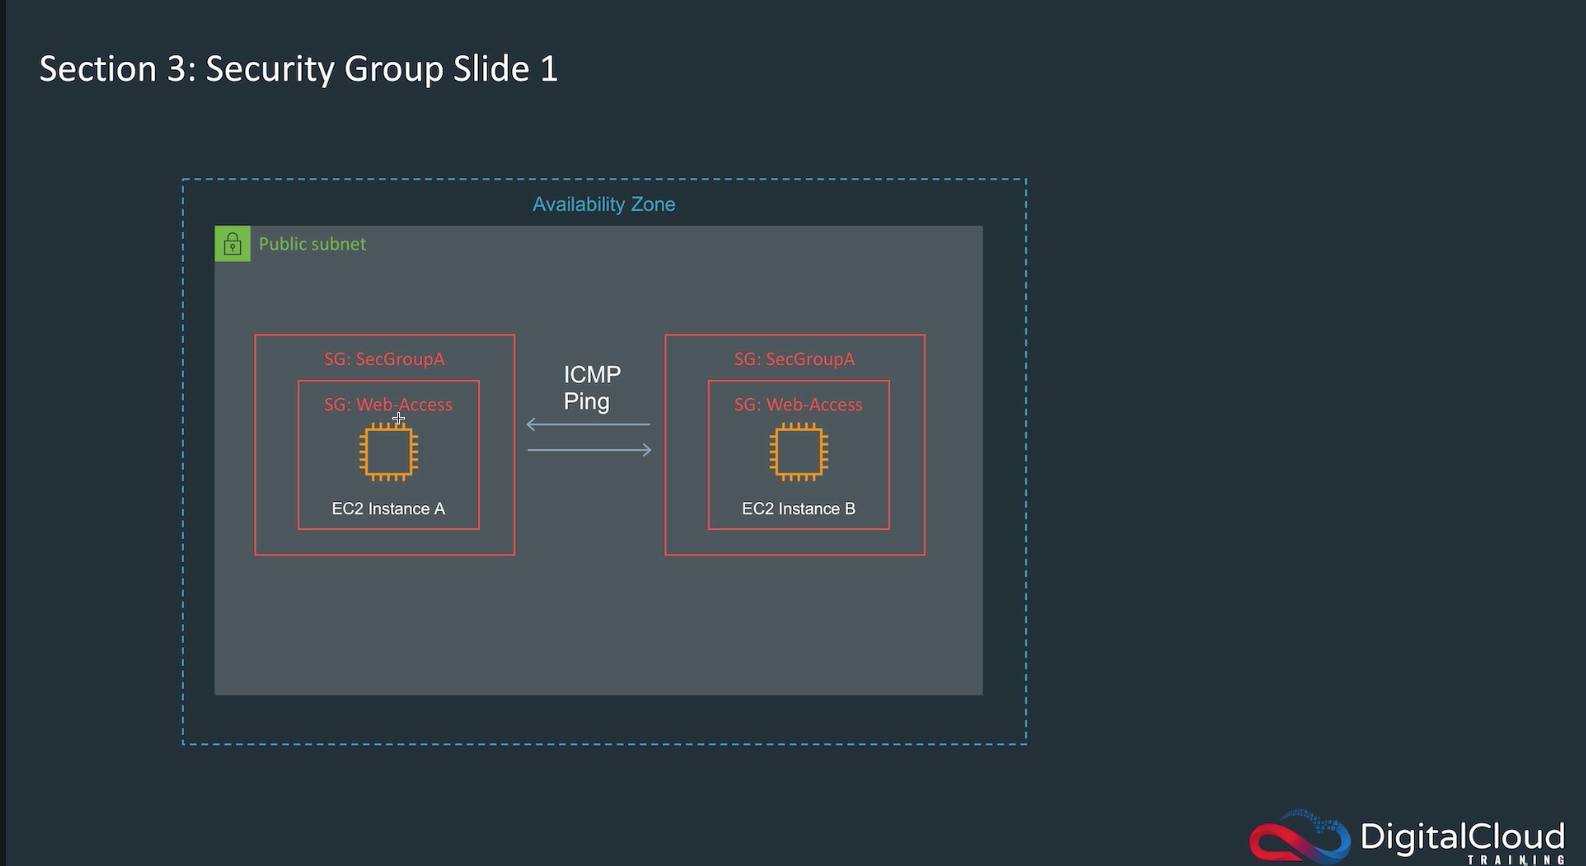 Section 3: Security Group Slide 1
Availability Zone
Public subnet
SG: SecGroupA
SG: Web-Access
EC2 Instance A
ICMP
Ping
SG: SecGroupA
SG: Web-Access
EC2 Instance B
DigitalCloud
TRAINING